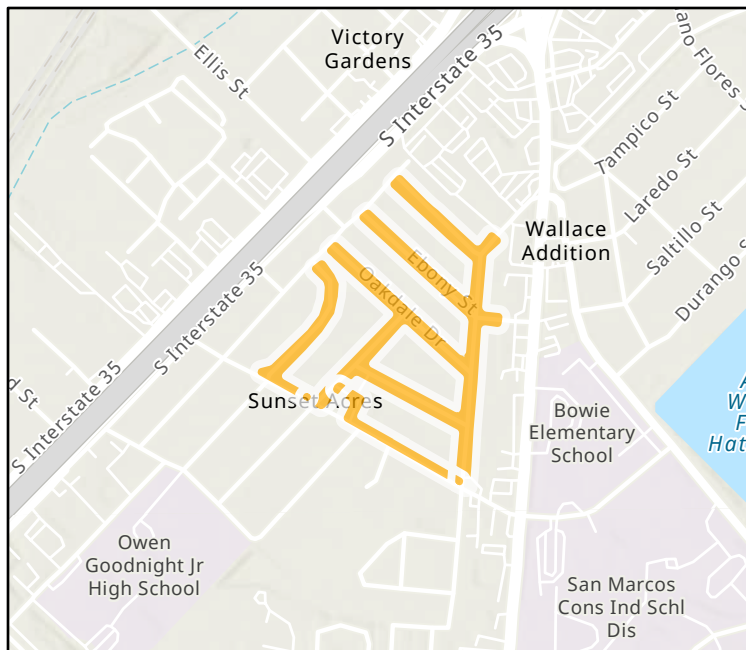 Victory
Gardens
Ellis St
S Interstate 35
Tampico St
Laredo St
Saltillo St
Wallace
Addition
Ebony St
Oakdale Dr
S Interstate 35
S Interstate 35
Sunset Acres
Bowie
Elementary
School
Owen
Goodnight Jr
High School
San Marcos
Cons Ind Schl
Dis